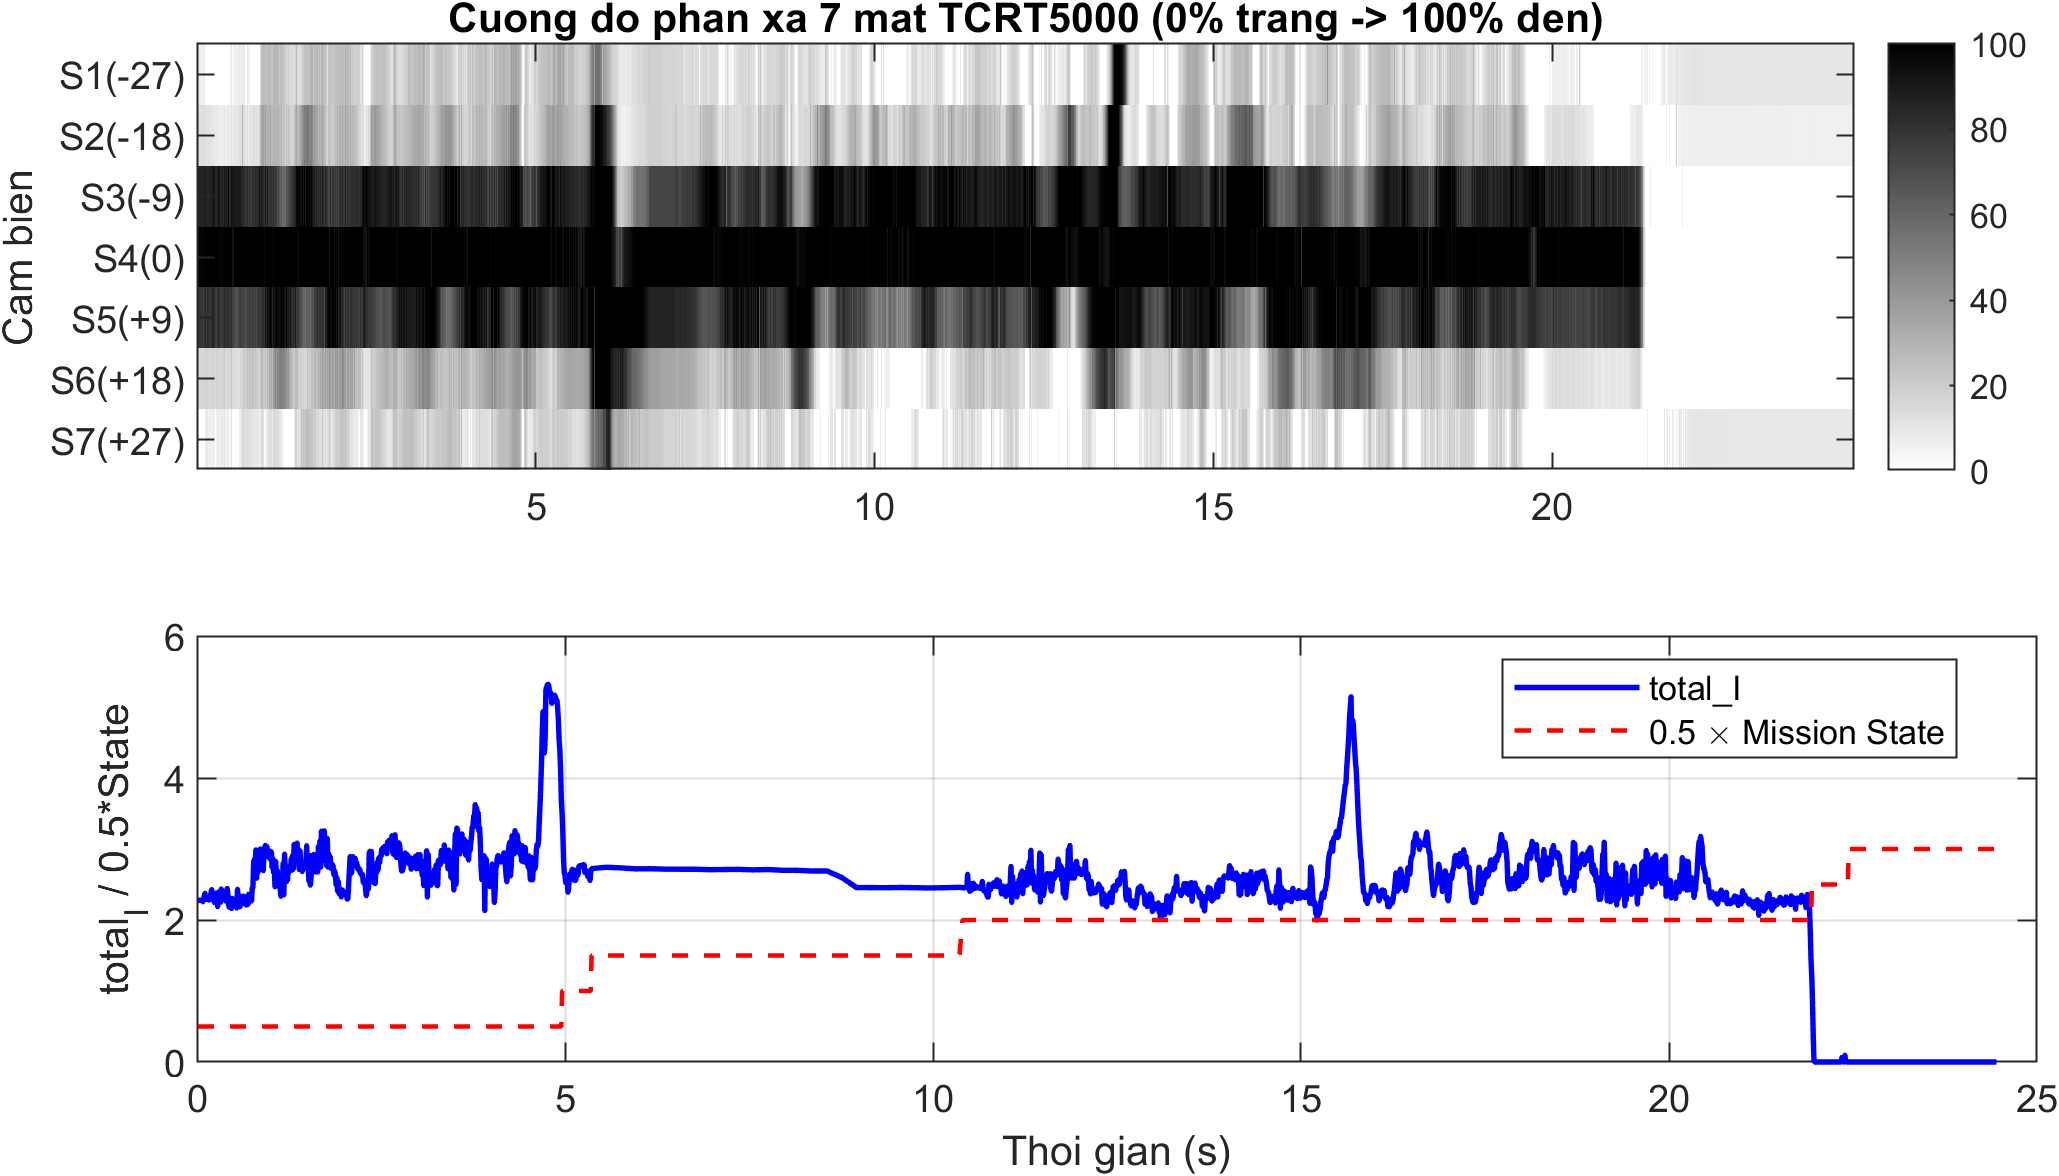 Cuong do phan xa 7 mat TCRT5000 (0% trang -> 100% den)
Cam bien
S1(-27)
S2(-18)
S3(-9)
S4(0)
S5(+9)
S6(+18)
S7(+27)
5 10 15 20
100
80
60
40
20
0
total_I / 0.5*State
6
4
2
0
total_I
0.5 × Mission State
0 5 10 15 20 25
Thoi gian (s)